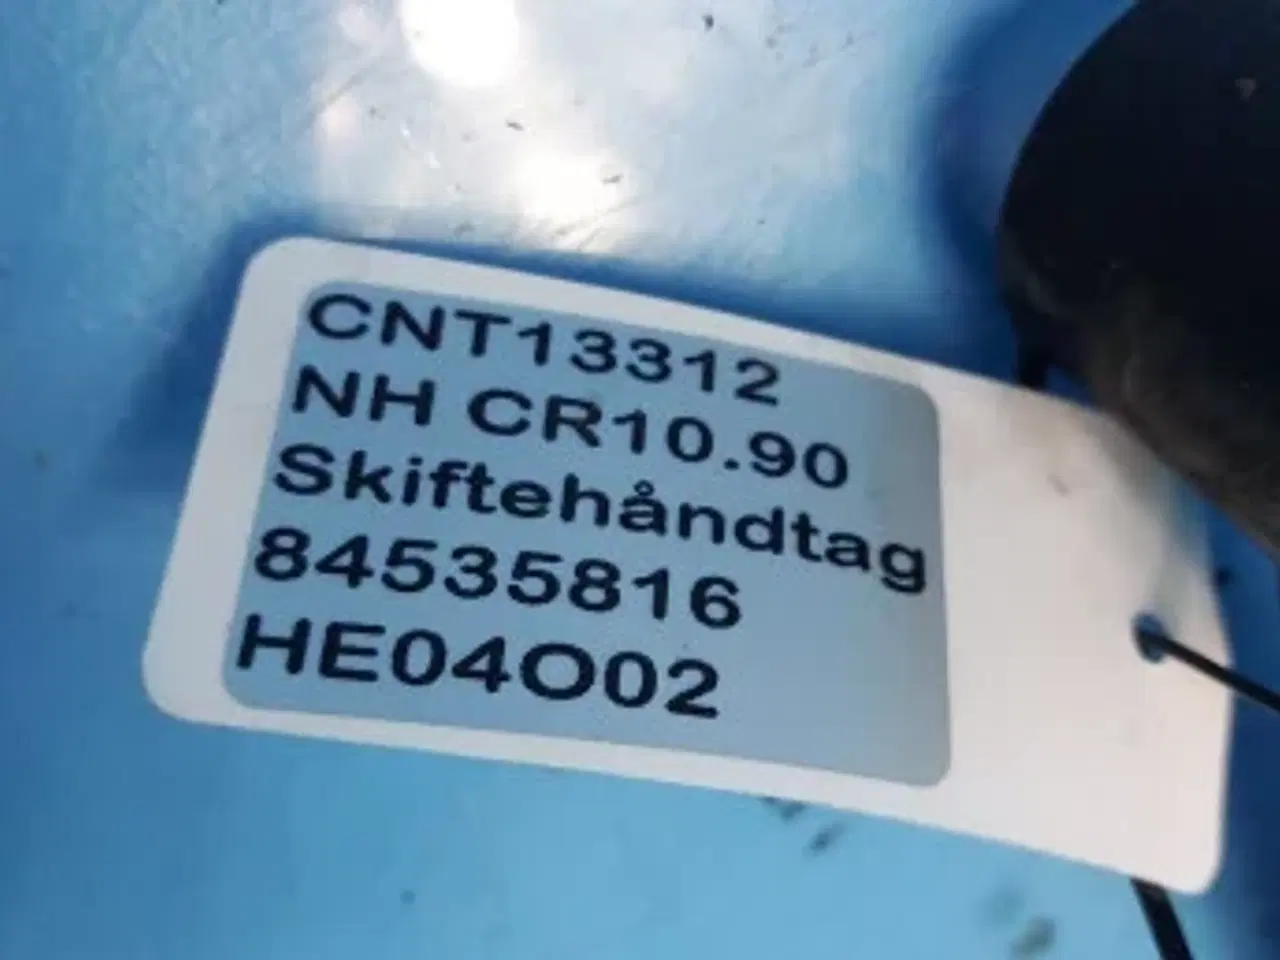 CNT13312
NH CR10.90
Skiftehåndtag
84535816
HE04O02